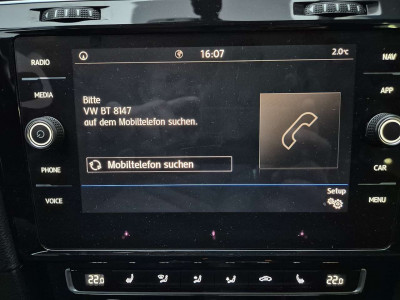 16:07
2.0°C
RADIO
NAV
MEDIA
APP
Bitte
VW BT 8147
auf dem Mobiltelefon suchen.
Mobiltelefon suchen
PHONE
CAR
VOICE
Setup
MENU
22.0
22.0